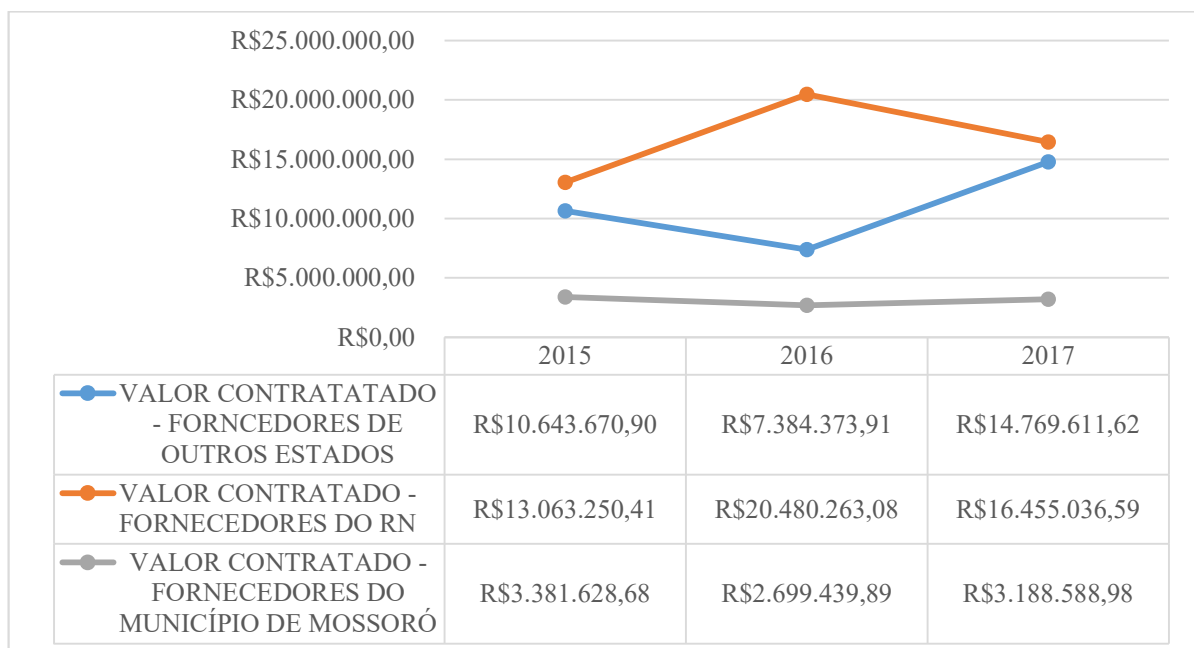 R$25.000.000,00
R$20.000.000,00
R$15.000.000,00
R$10.000.000,00
R$5.000.000,00
R$0,00
2015 2016 2017
VALOR CONTRATATADO
- FORNCEDORES DE
OUTROS ESTADOS
R$10.643.670,90 R$7.384.373,91 R$14.769.611,62
VALOR CONTRATADO -
FORNECEDORES DO RN
R$13.063.250,41 R$20.480.263,08 R$16.455.036,59
VALOR CONTRATADO -
FORNECEDORES DO
MUNICÍPIO DE MOSSORÓ
R$3.381.628,68 R$2.699.439,89 R$3.188.588,98